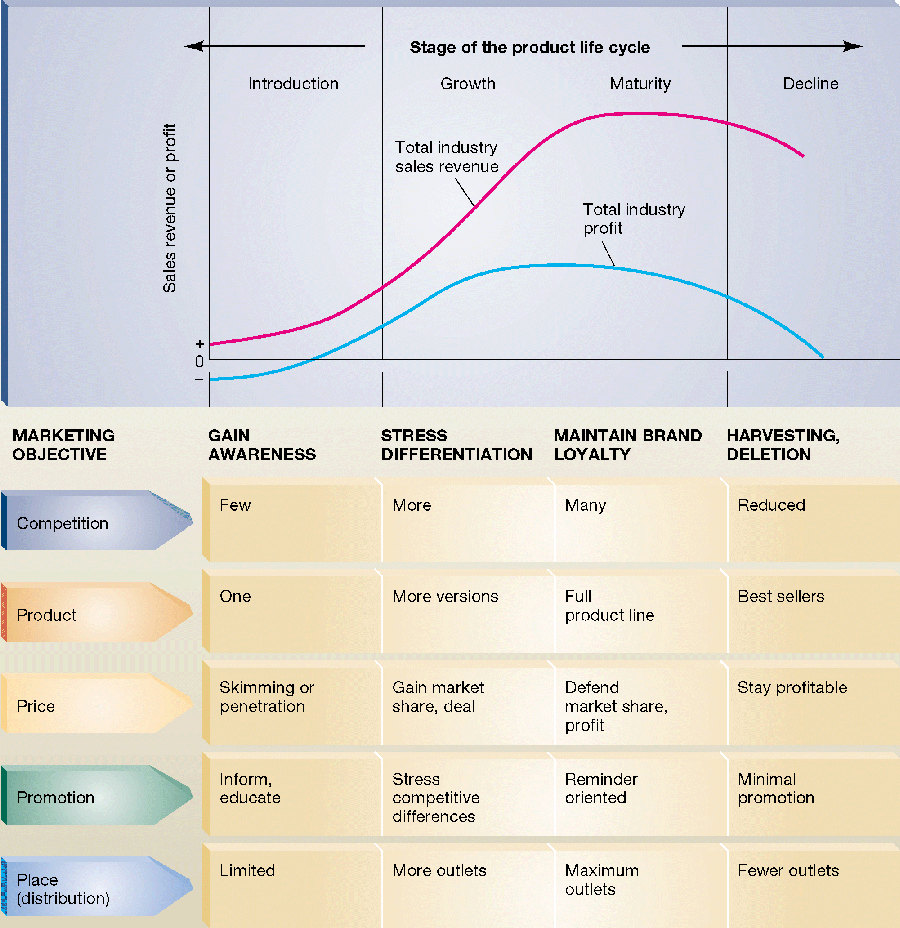 Stage of the product life cycle
Introduction
Growth
Maturity
Decline
Sales revenue or profit
Total industry
sales revenue
Total industry
profit
+
0
–
MARKETING
OBJECTIVE
GAIN
AWARENESS
STRESS
DIFFERENTIATION
MAINTAIN BRAND
LOYALTY
HARVESTING,
DELETION
Competition
Few
More
Many
Reduced
Product
One
More versions
Full
product line
Best sellers
Price
Skimming or
penetration
Gain market
share, deal
Defend
market share,
profit
Stay profitable
Promotion
Inform,
educate
Stress
competitive
differences
Reminder
oriented
Minimal
promotion
Place
(distribution)
Limited
More outlets
Maximum
outlets
Fewer outlets